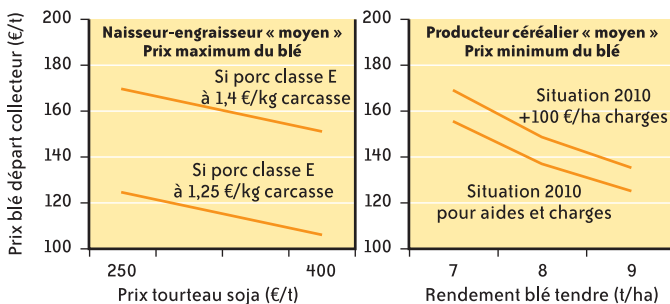 Prix blé départ collecteur (€/t)
200
180
160
140
120
100
Naisseur-engraisseur « moyen »
Prix maximum du blé
Si porc classe E
à 1,4 €/kg carcasse
Si porc classe E
à 1,25 €/kg carcasse
250
400
Prix tourteau soja (€/t)
200
180
160
140
120
100
Producteur céréalier « moyen »
Prix minimum du blé
Situation 2010
+100 €/ha charges
Situation 2010
pour aides et charges
7
8
9
Rendement blé tendre (t/ha)